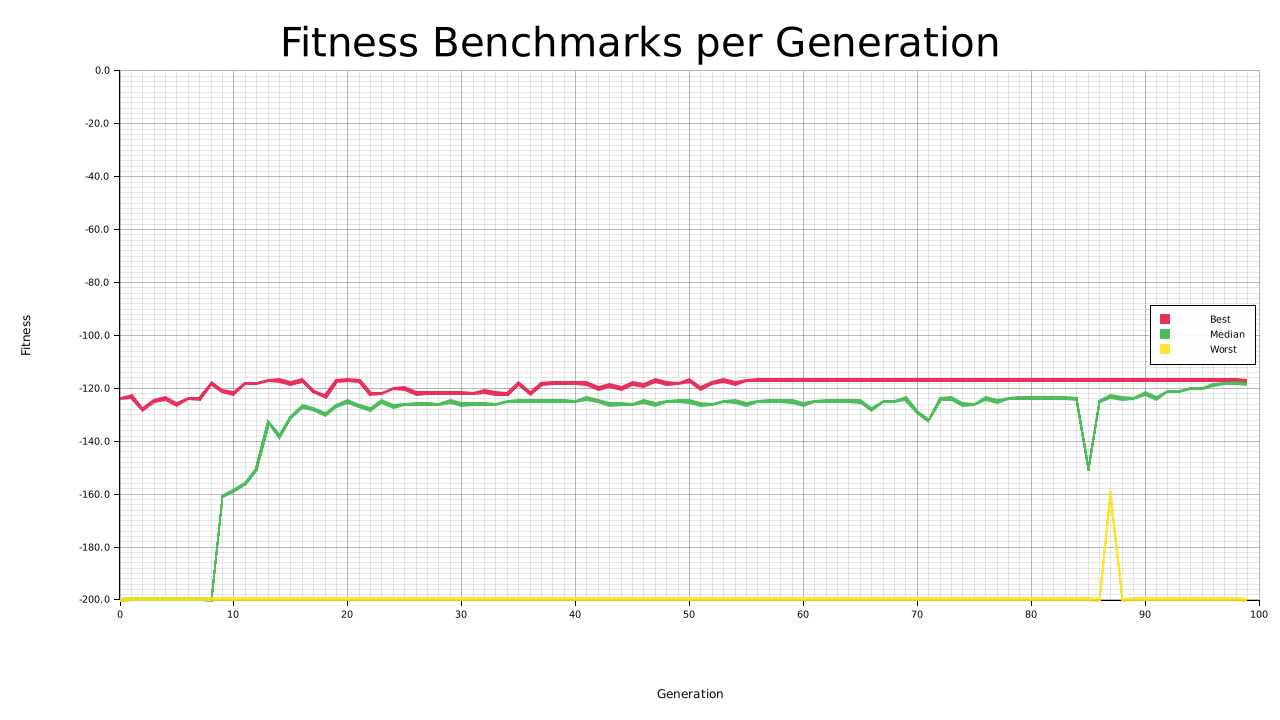 Fitness Benchmarks per Generation
0.0
-20.0
-40.0
-60.0
-80.0
-100.0
-120.0
-140.0
-160.0
-180.0
-200.0
Fitness
Best
Median
Worst
0 10 20 30 40 50 60 70 80 90 100
Generation